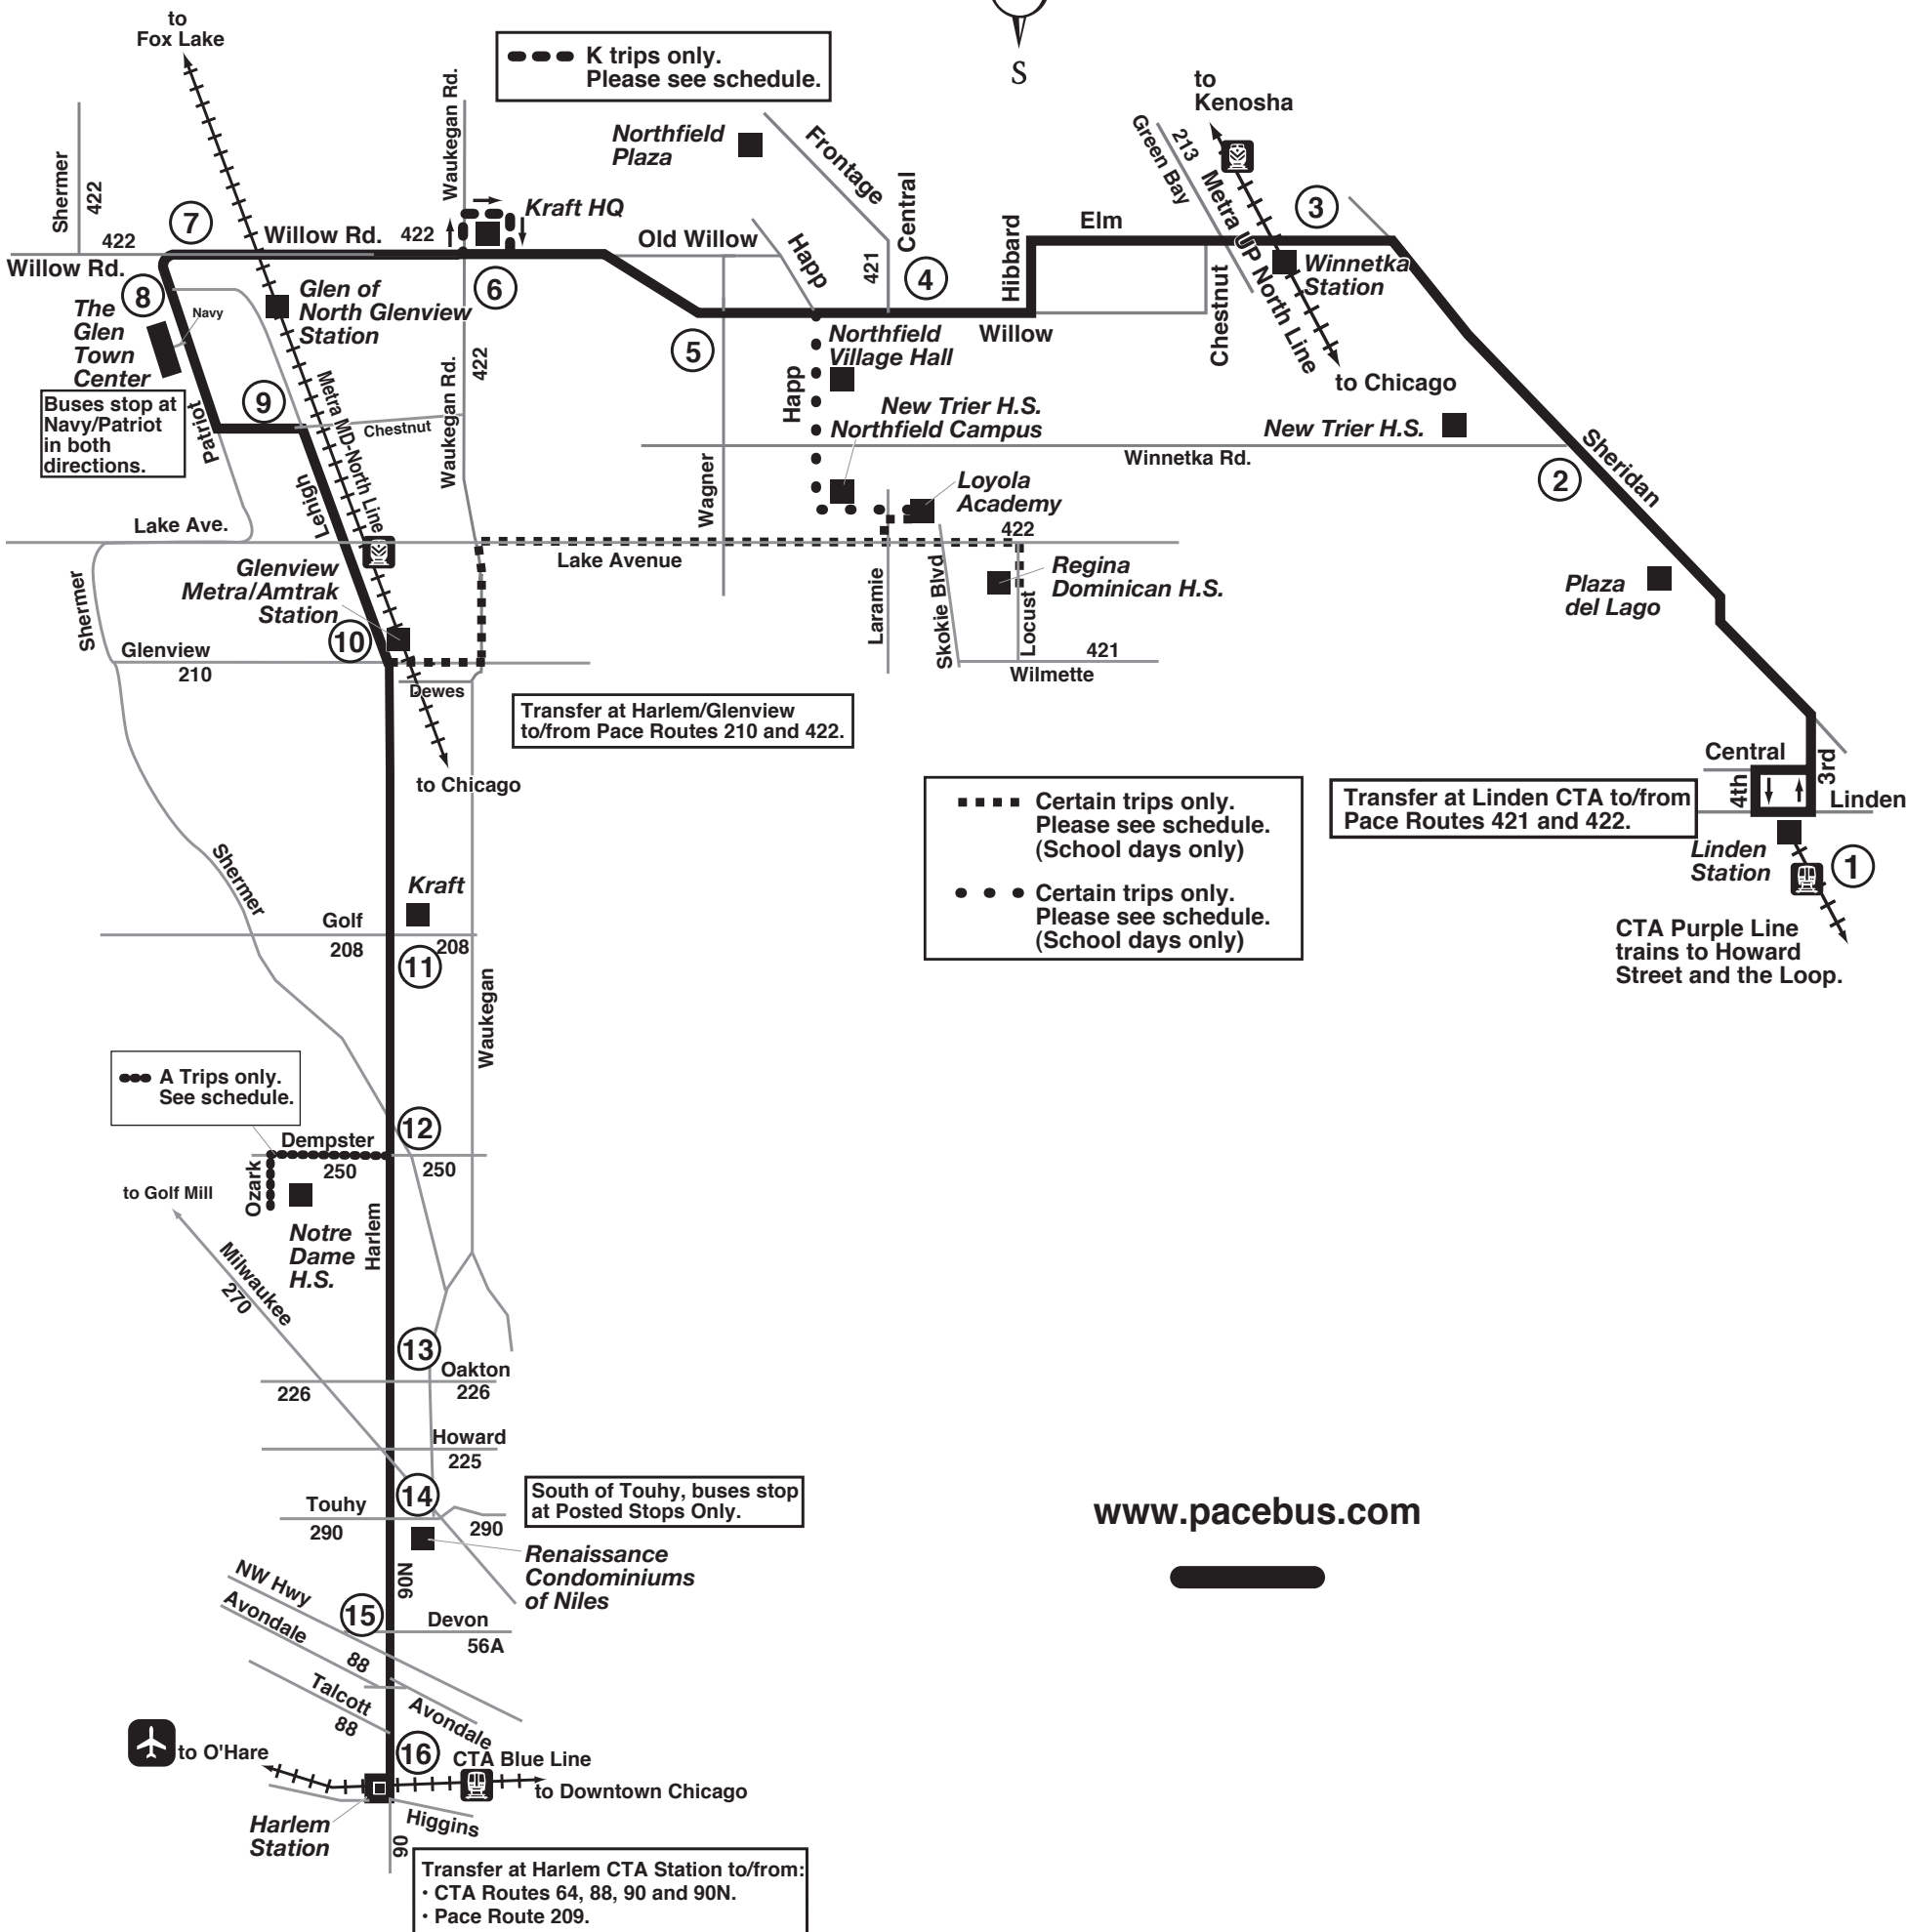 to
Fox Lake
K trips only.
Please see schedule.
S
to
Kenosha
Shermer
422
Waukegan Rd.
Northfield
Plaza
Frontage
Central
421
Green Bay
213
Metra UP North Line
3
7
422
Willow Rd.
422
Kraft HQ
Old Willow
Happ
Hibbard
Elm
Willow Rd.
8
The
Glen
Town
Center
Navy
Glen of
North Glenview
Station
6
4
Winnetka
Station
5
Northfield
Village Hall
Willow
Chestnut
to Chicago
422
Waukegan Rd.
Buses stop at
Navy/Patriot
in both
directions.
9
Patriot
Metra MD-North Line
Chestnut
Happ
New Trier H.S.
Northfield Campus
New Trier H.S.
Winnetka Rd.
Sheridan
2
Lehigh
Wagner
Loyola
Academy
Lake Ave.
422
Lake Avenue
Shermer
Glenview
Metra/Amtrak
Station
Laramie
Skokie Blvd
Regina
Dominican H.S.
Locust
Plaza
del Lago
10
Glenview
210
421
Wilmette
Dewes
Transfer at Harlem/Glenview
to/from Pace Routes 210 and 422.
to Chicago
Central
4th
3rd
Linden
Certain trips only.
Please see schedule.
(School days only)
Certain trips only.
Please see schedule.
(School days only)
Transfer at Linden CTA to/from
Pace Routes 421 and 422.
Linden
Station
1
CTA Purple Line
trains to Howard
Street and the Loop.
Shermer
Kraft
Golf
208
208
11
Waukegan
A Trips only.
See schedule.
12
Dempster
250
250
Ozark
to Golf Mill
Notre
Dame
H.S.
Harlem
Milwaukee
270
13
Oakton
226
226
Howard
225
14
Touhy
290
290
South of Touhy, buses stop
at Posted Stops Only.
www.pacebus.com
Renaissance
Condominiums
of Niles
90N
NW Hwy
Avondale
15
Devon
56A
88
Talcott
88
Avondale
16
to O'Hare
CTA Blue Line
to Downtown Chicago
Harlem
Station
Higgins
90
Transfer at Harlem CTA Station to/from:
• CTA Routes 64, 88, 90 and 90N.
• Pace Route 209.